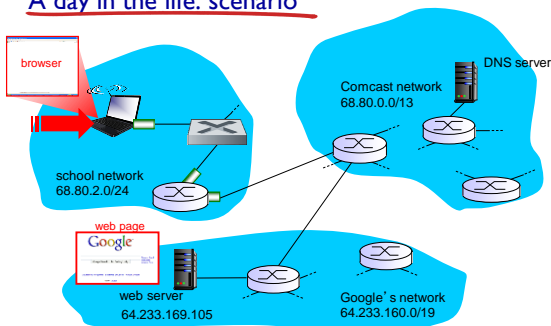 A day in the life: scenario
browser
DNS server
Comcast network
68.80.0.0/13
school network
68.80.2.0/24
web page
Google
web server
64.233.169.105
Google's network
64.233.160.0/19